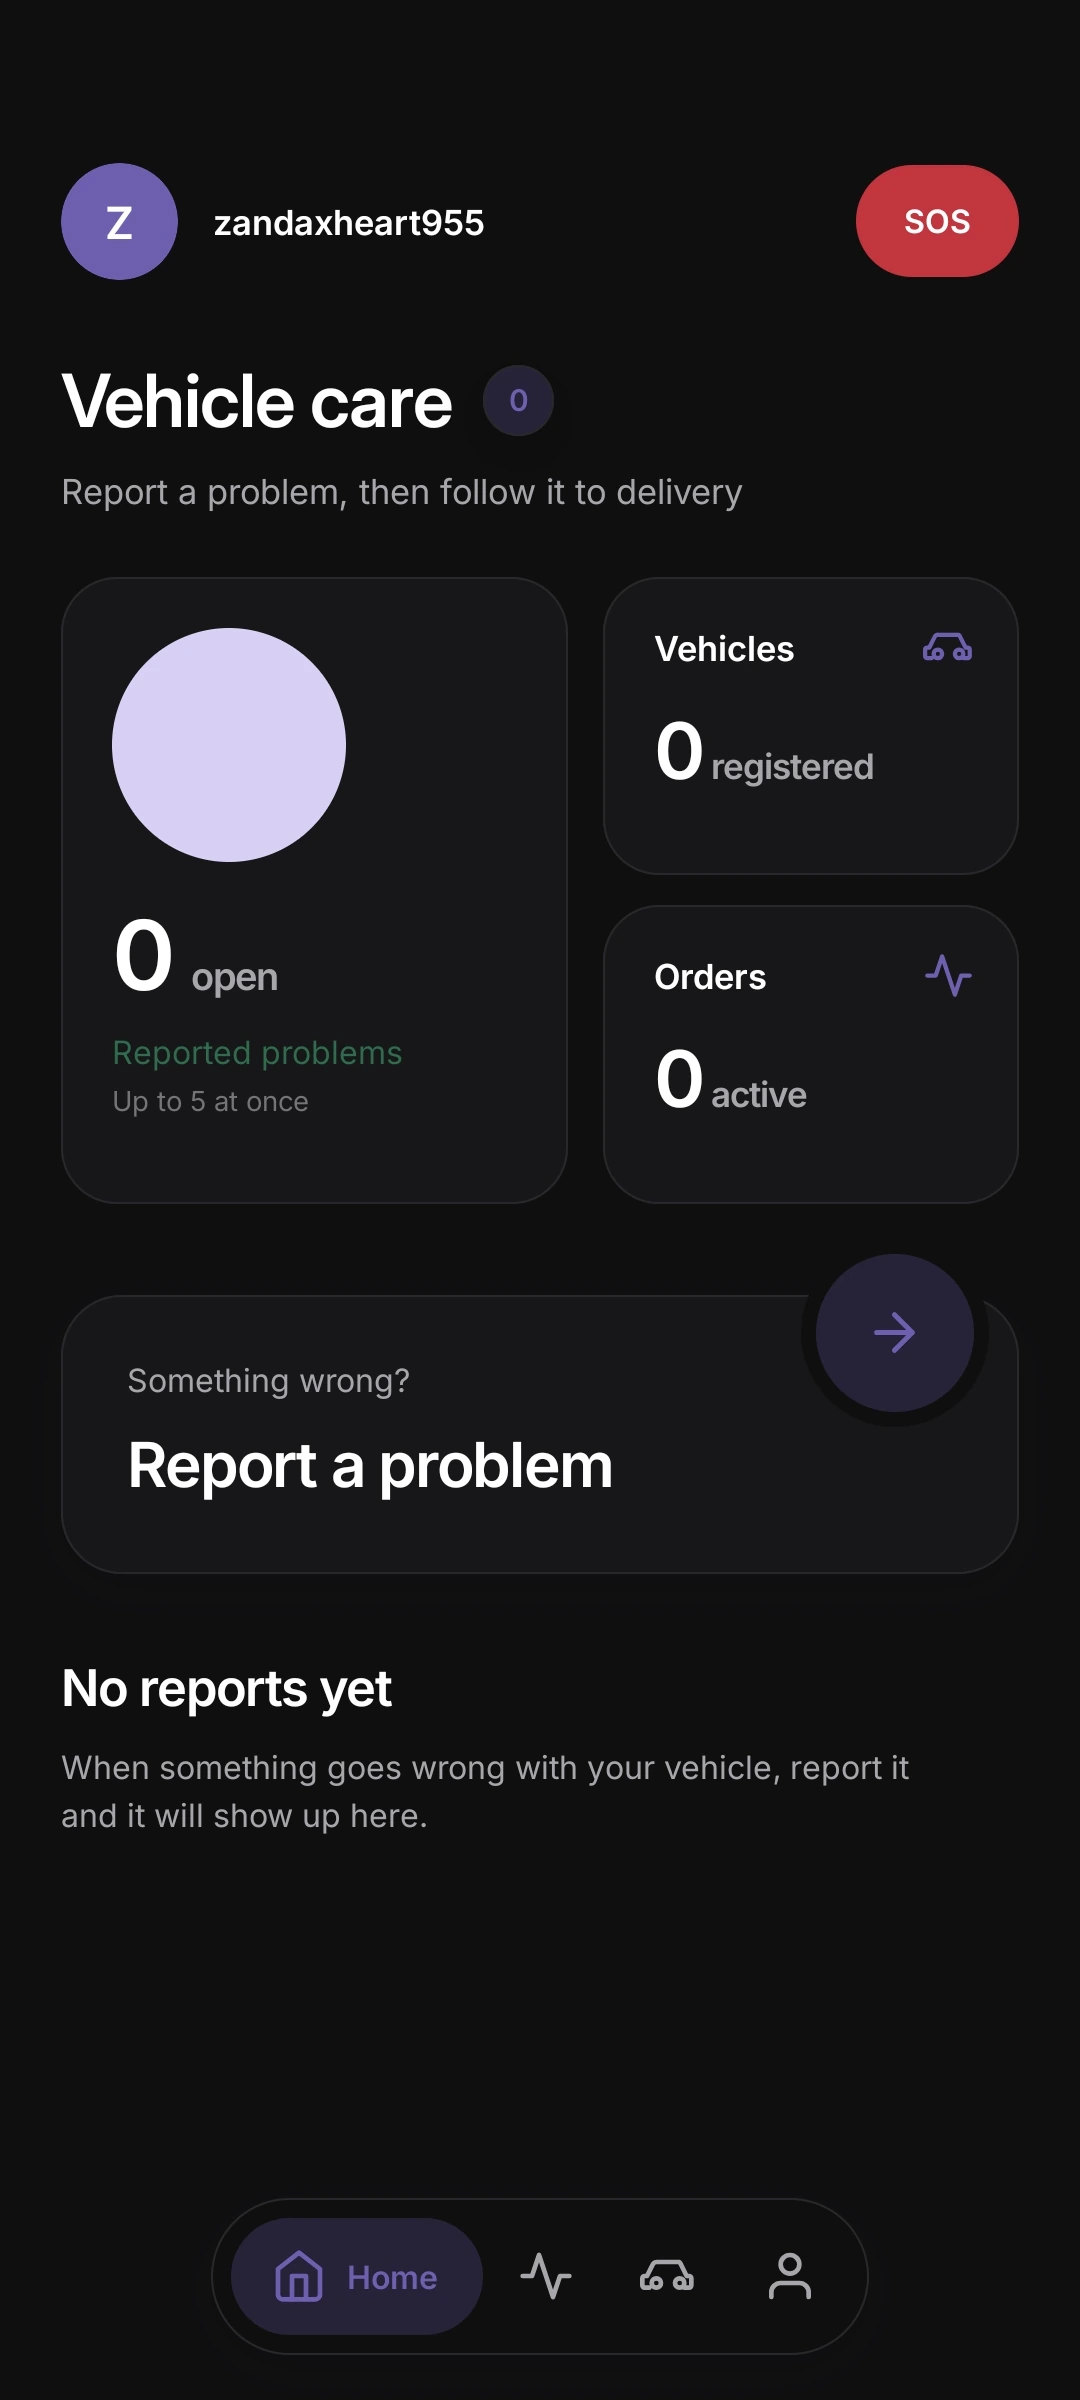 Z
zandaxheart955
SOS
Vehicle care
0
Report a problem, then follow it to delivery
0 open
Reported problems
Up to 5 at once
Vehicles
0 registered
Orders
0 active
Something wrong?
Report a problem
No reports yet
When something goes wrong with your vehicle, report it
and it will show up here.
Home